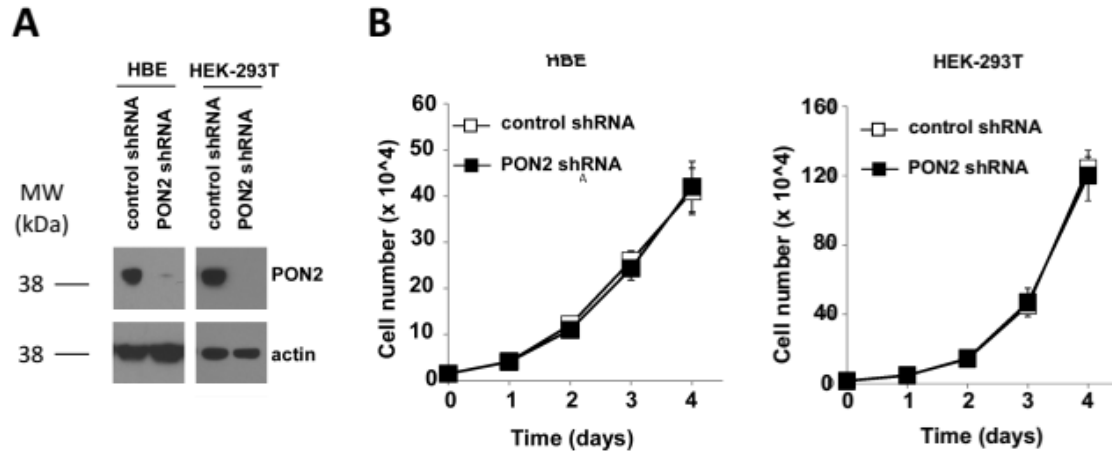 A
HBE HEK-293T
control shRNA
PON2 shRNA
control shRNA
PON2 shRNA
MW
(kDa)
38
PON2
38
actin
B
HBE
60
50
40
30
20
10
0
control shRNA
PON2 shRNA
A
Cell number (x 10^4)
0 1 2 3 4
Time (days)
HEK-293T
160
120
80
40
0
control shRNA
PON2 shRNA
Cell number (x 10^4)
0 1 2 3 4
Time (days)